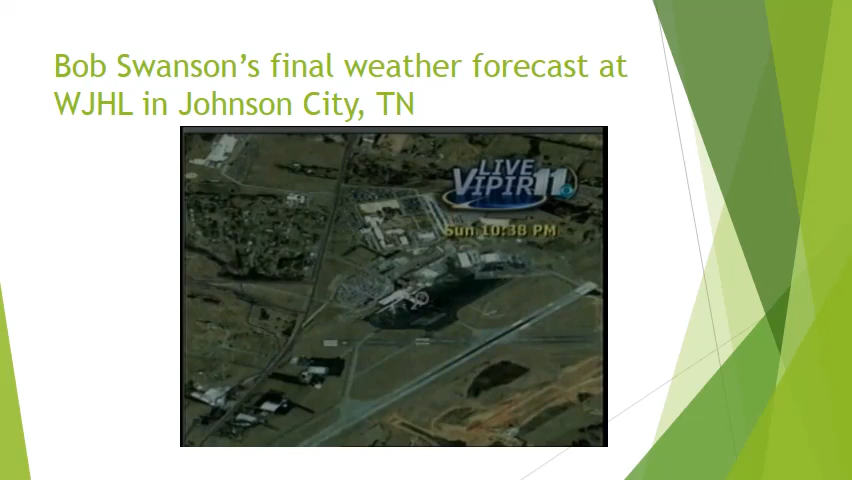 Bob Swanson’s final weather forecast at
WJHL in Johnson City, TN
LIVE
VIPIR 11
Sun 10:38 PM